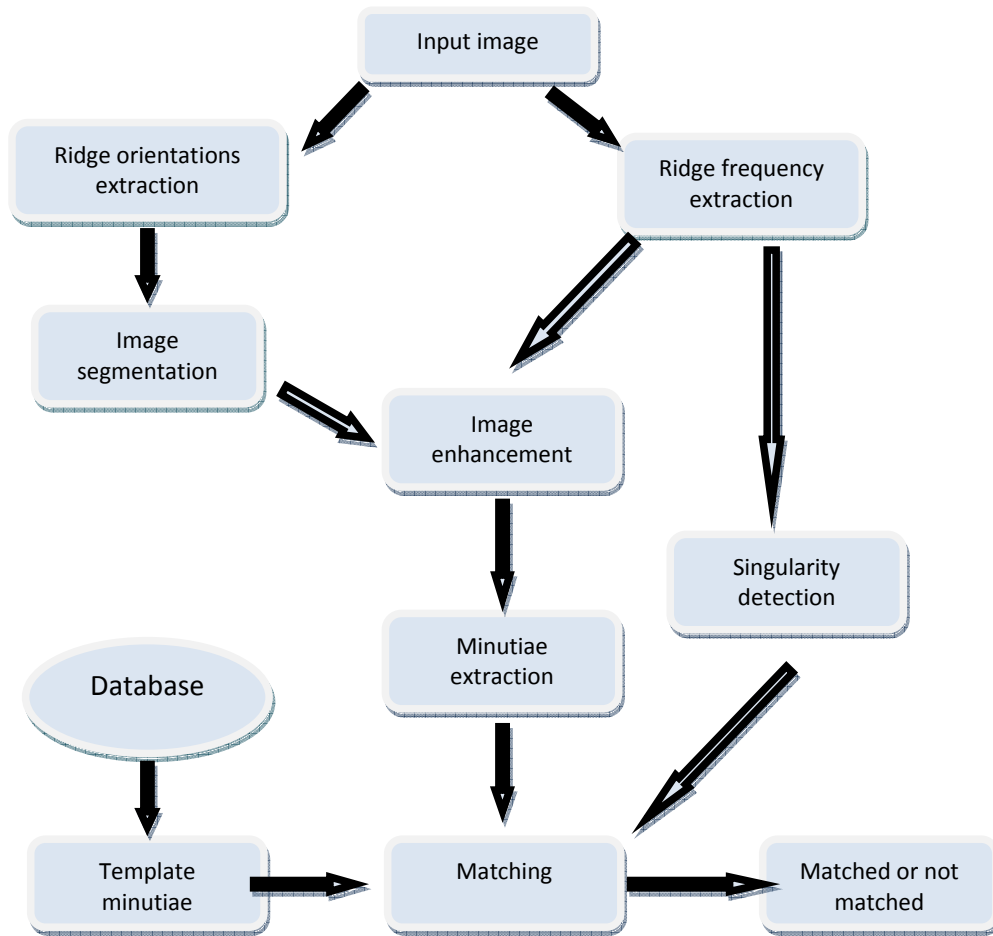 Input image
Ridge orientations
extraction
Ridge frequency
extraction
Image
segmentation
Image
enhancement
Singularity
detection
Minutiae
extraction
Database
Template
minutiae
Matching
Matched or not
matched